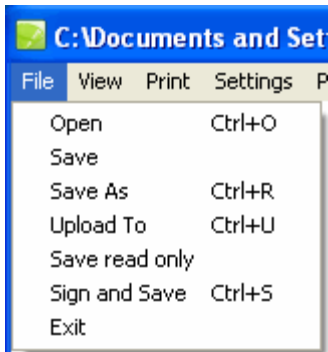 C:\Documents and Set
File View Print Settings P
Open Ctrl+O
Save
Save As Ctrl+R
Upload To Ctrl+U
Save read only
Sign and Save Ctrl+S
Exit